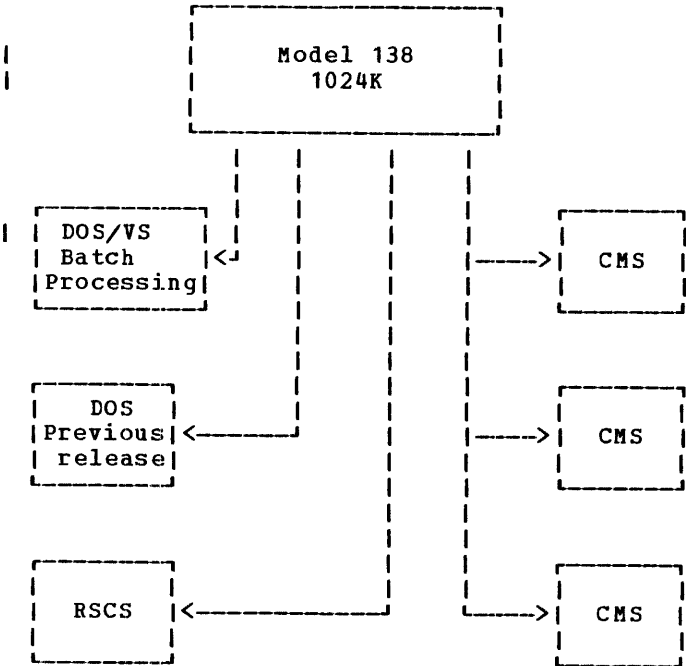 Model 138
1024K
DOS/VS
Batch
Processing
CMS
DOS
Previous
release
CMS
RSCS
CMS